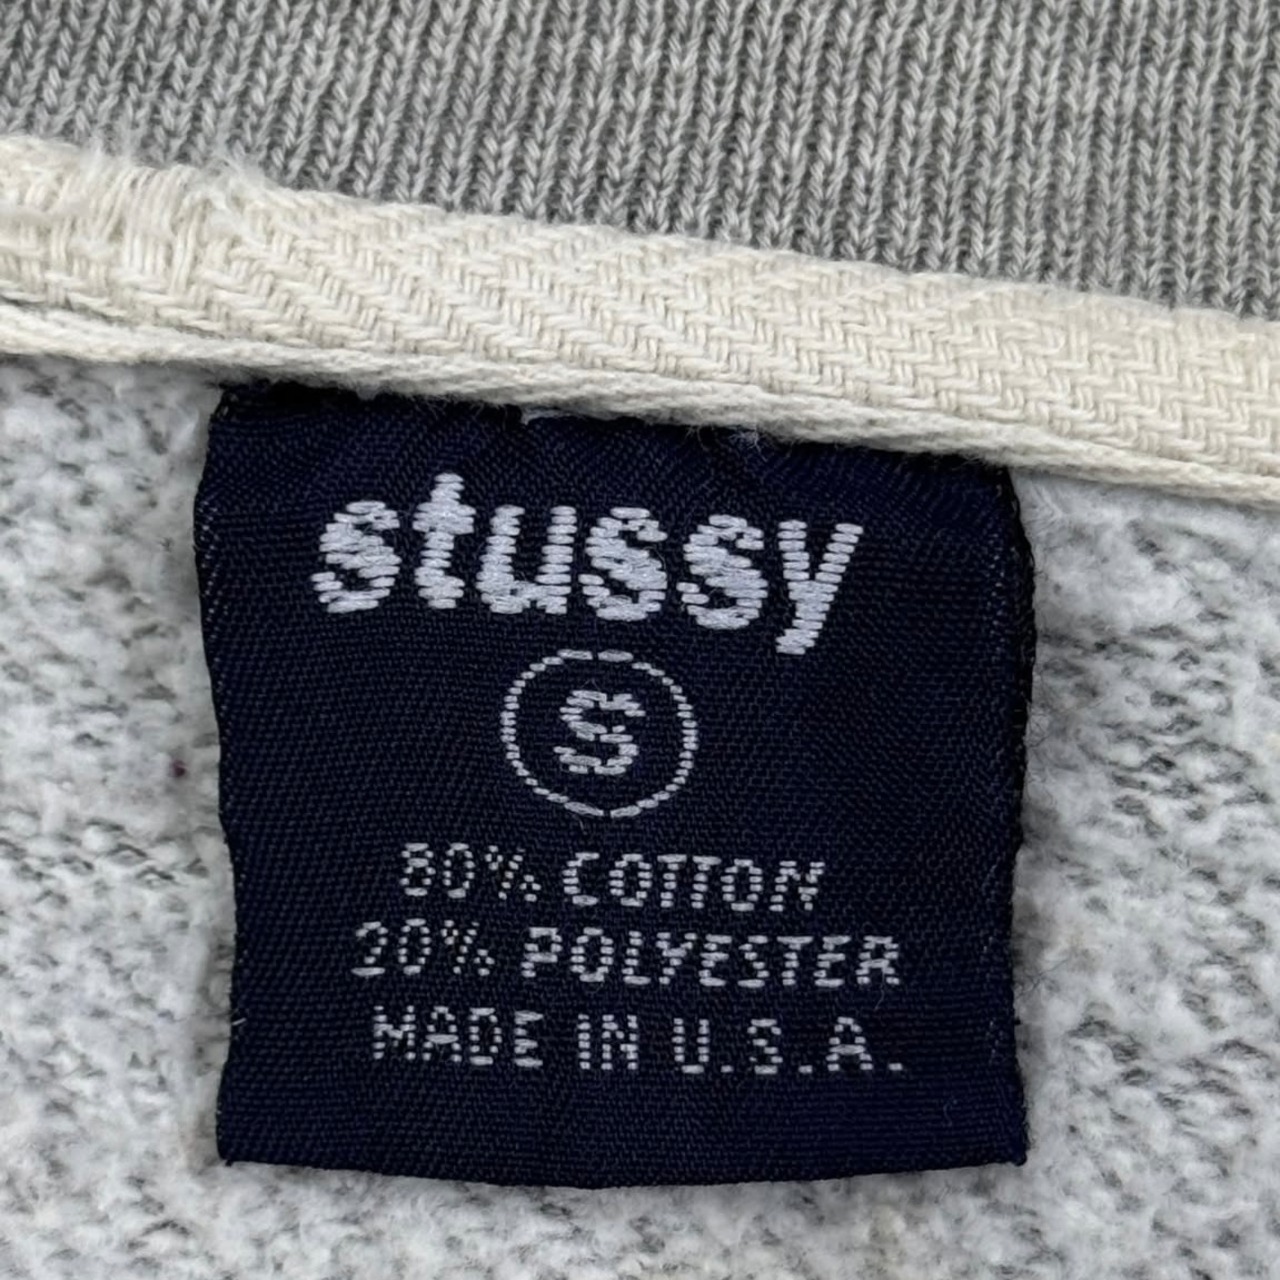 stussy
S
80% COTTON
20% POLYESTER
MADE IN U.S.A.